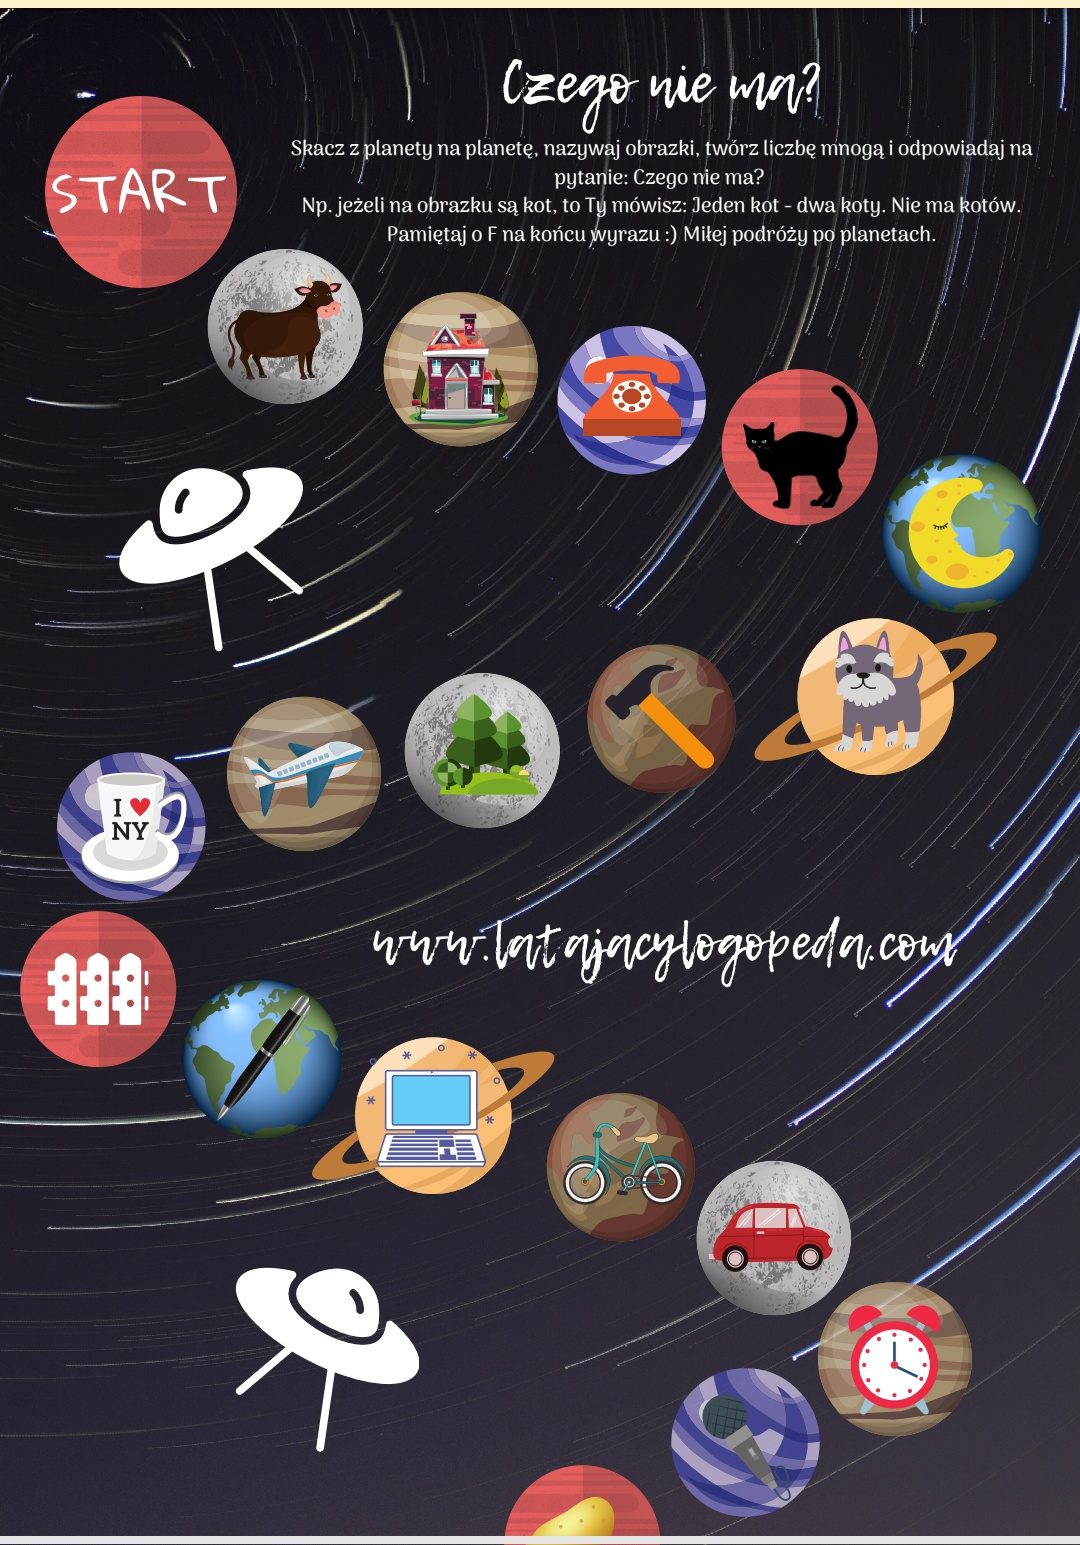 Czego nie ma?
Skacz z planety na planetę, nazywaj obrazki, twórz liczbę mnogą i odpowiadaj na
pytanie: Czego nie ma?
Np. jeżeli na obrazku są kot, to Ty mówisz: Jeden kot - dwa koty. Nie ma kotów.
Pamiętaj o F na końcu wyrazu :) Miłej podróży po planetach.
START
I ♥
NY
www.latajacylogopeda.com